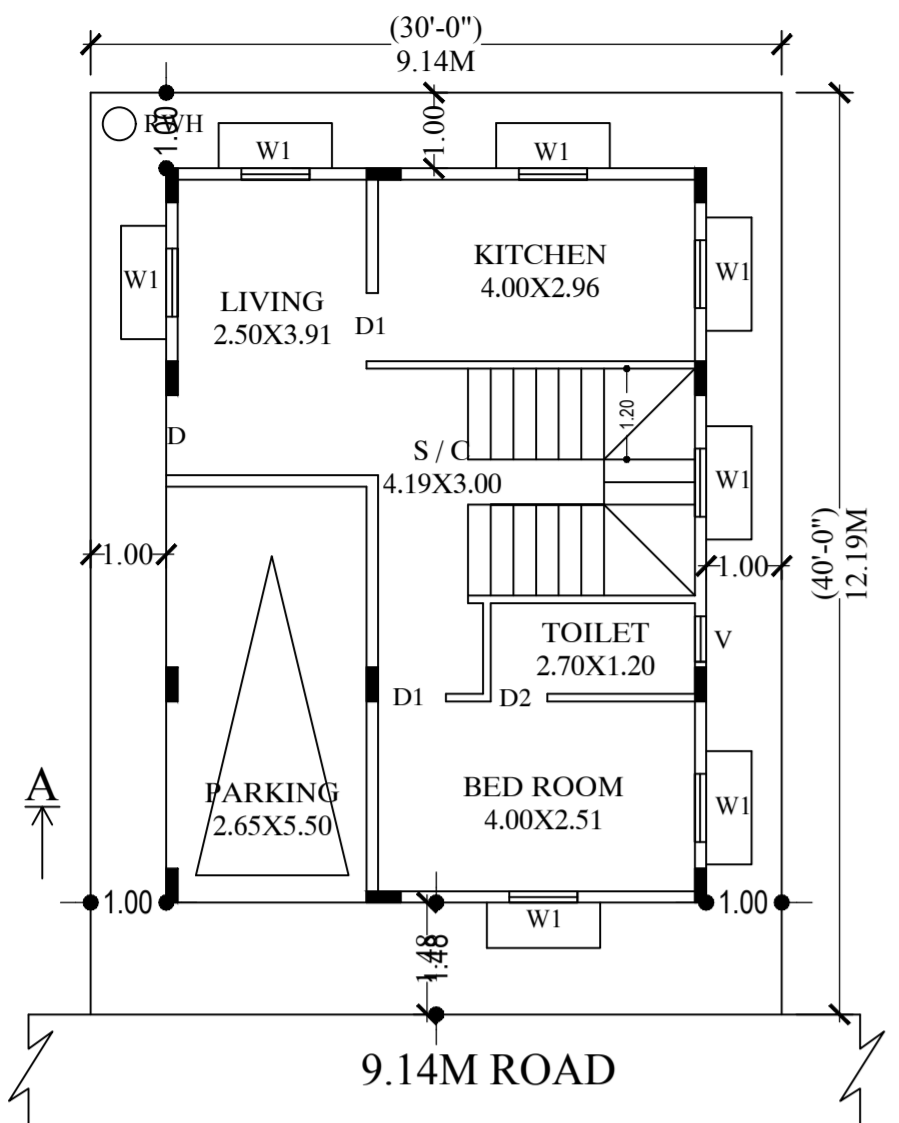 (30'-0")
9.14M
RWH
1.00
1.00
W1
W1
W1
W1
KITCHEN
4.00X2.96
LIVING
2.50X3.91
D1
1.20
D
S / C
4.19X3.00
W1
(40'-0")
12.19M
1.00
1.00
TOILET
2.70X1.20
V
D1
D2
A
PARKING
2.65X5.50
BED ROOM
4.00X2.51
W1
1.00
1.00
W1
1.48
1.48
9.14M ROAD